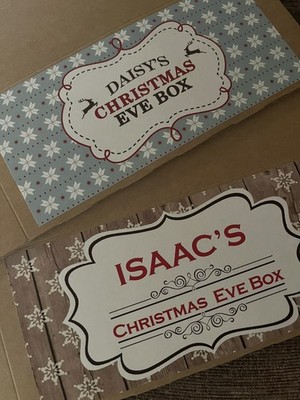 DAISY'S
CHRISTMAS
EVE BOX
ISAAC'S
CHRISTMAS EVE BOX